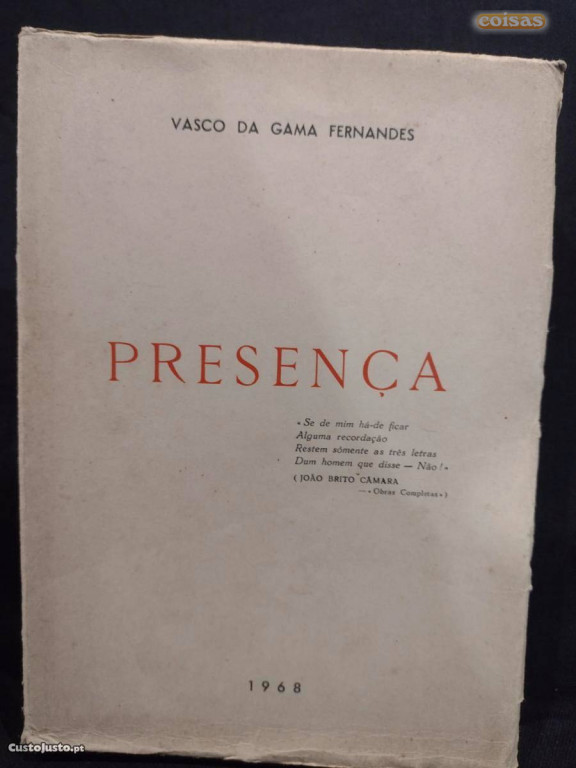 coisas
VASCO DA GAMA FERNANDES
PRESENÇA
«Se de mim há-de ficar
Alguma recordação
Restem sòmente as três letras
Dum homem que disse — Não!»
(JOÃO BRITO CÂMARA
—«Obras Completas»)
1968
CustoJusto.pt